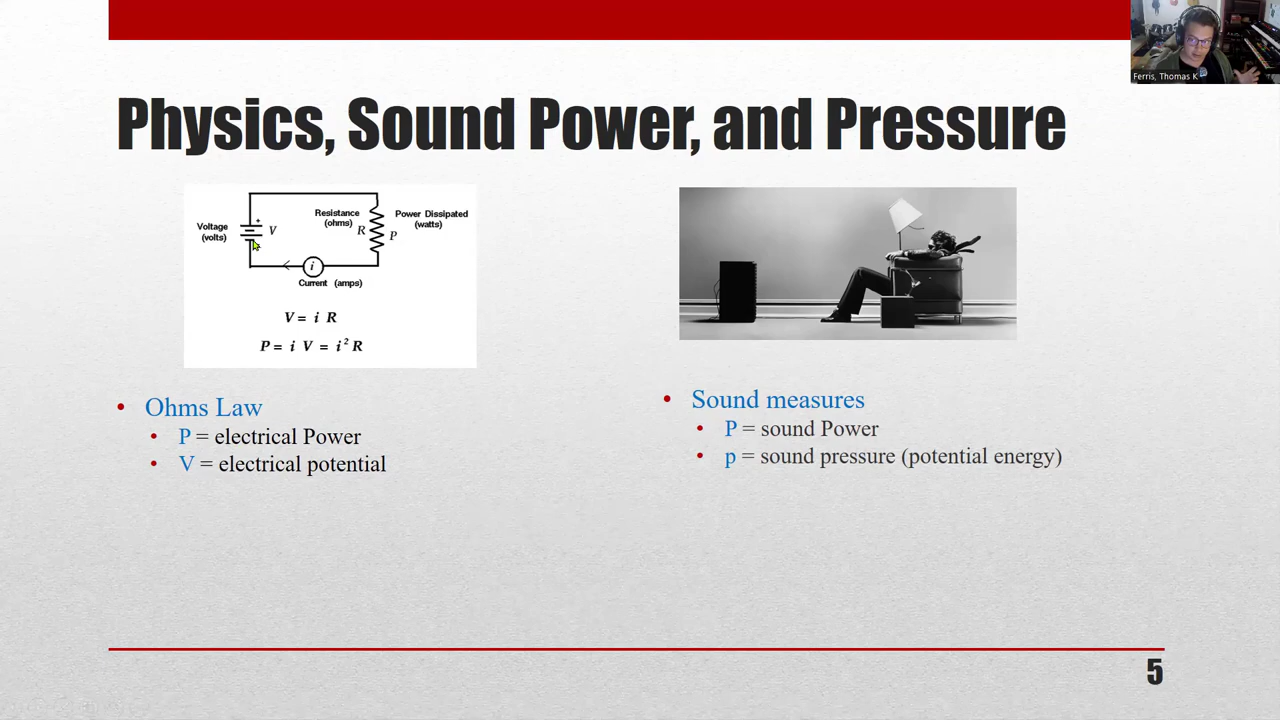 Ferris, Thomas K
Physics, Sound Power, and Pressure
Voltage
(volts)
+
V
Resistance
(ohms)
R
Power Dissipated
(watts)
P
i
Current (amps)
V = i R
P = i V = i² R
• Ohms Law
• P = electrical Power
• V = electrical potential
• Sound measures
• P = sound Power
• p = sound pressure (potential energy)
5